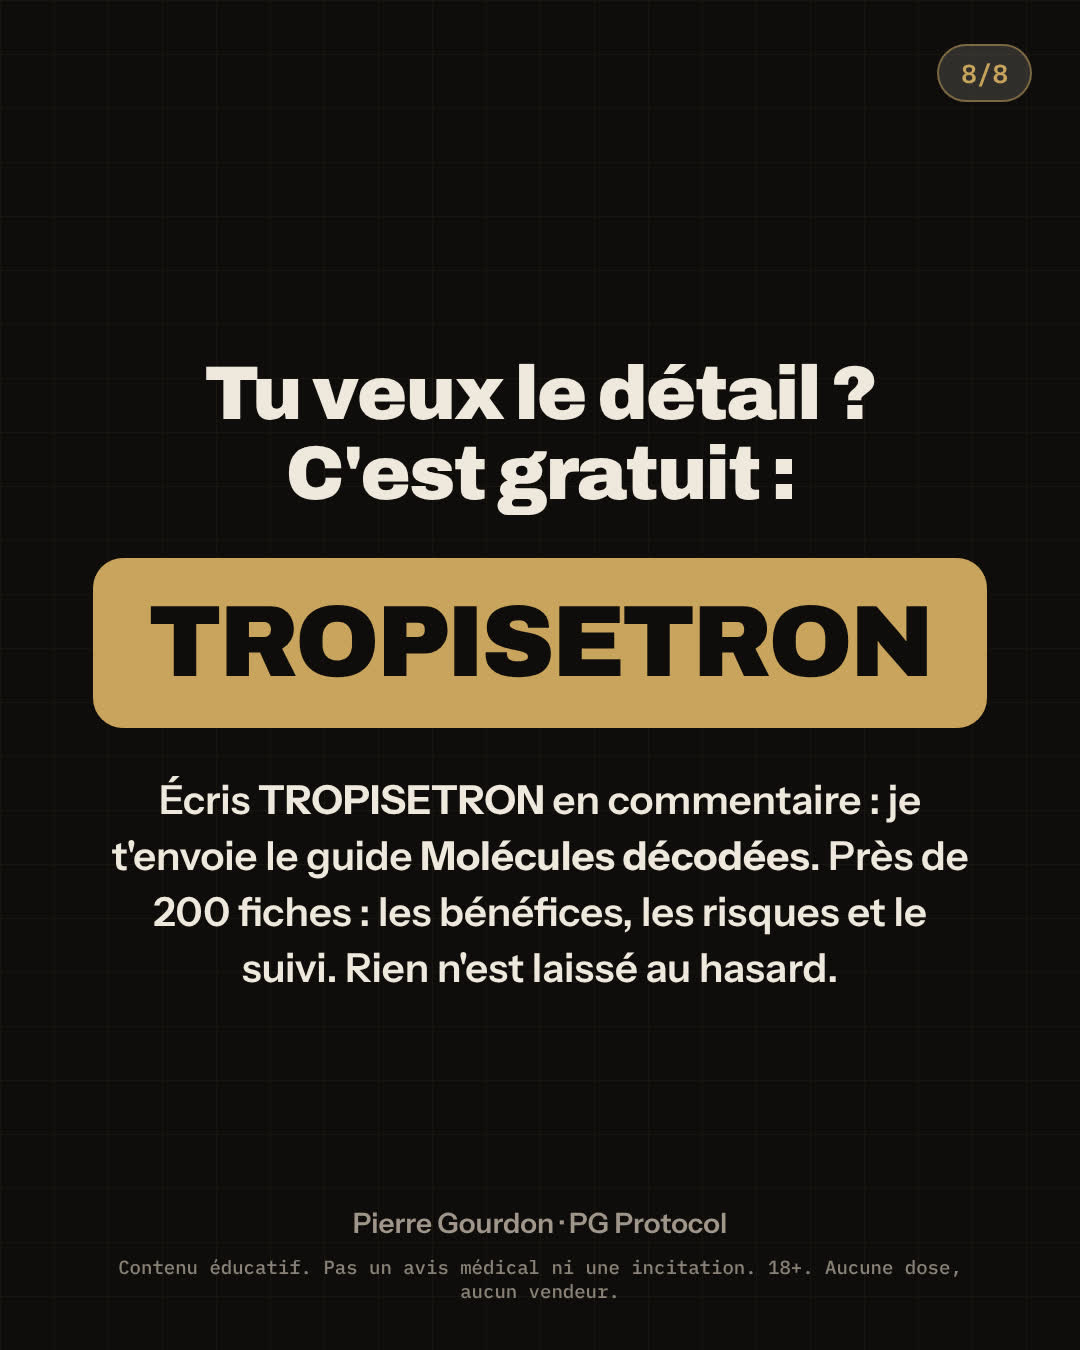 8/8
Tu veux le détail ?
C'est gratuit :
TROPISETRON
Écris TROPISETRON en commentaire : je
t'envoie le guide Molécules décodées. Près de
200 fiches : les bénéfices, les risques et le
suivi. Rien n'est laissé au hasard.
Pierre Gourdon · PG Protocol
Contenu éducatif. Pas un avis médical ni une incitation. 18+. Aucune dose,
aucun vendeur.